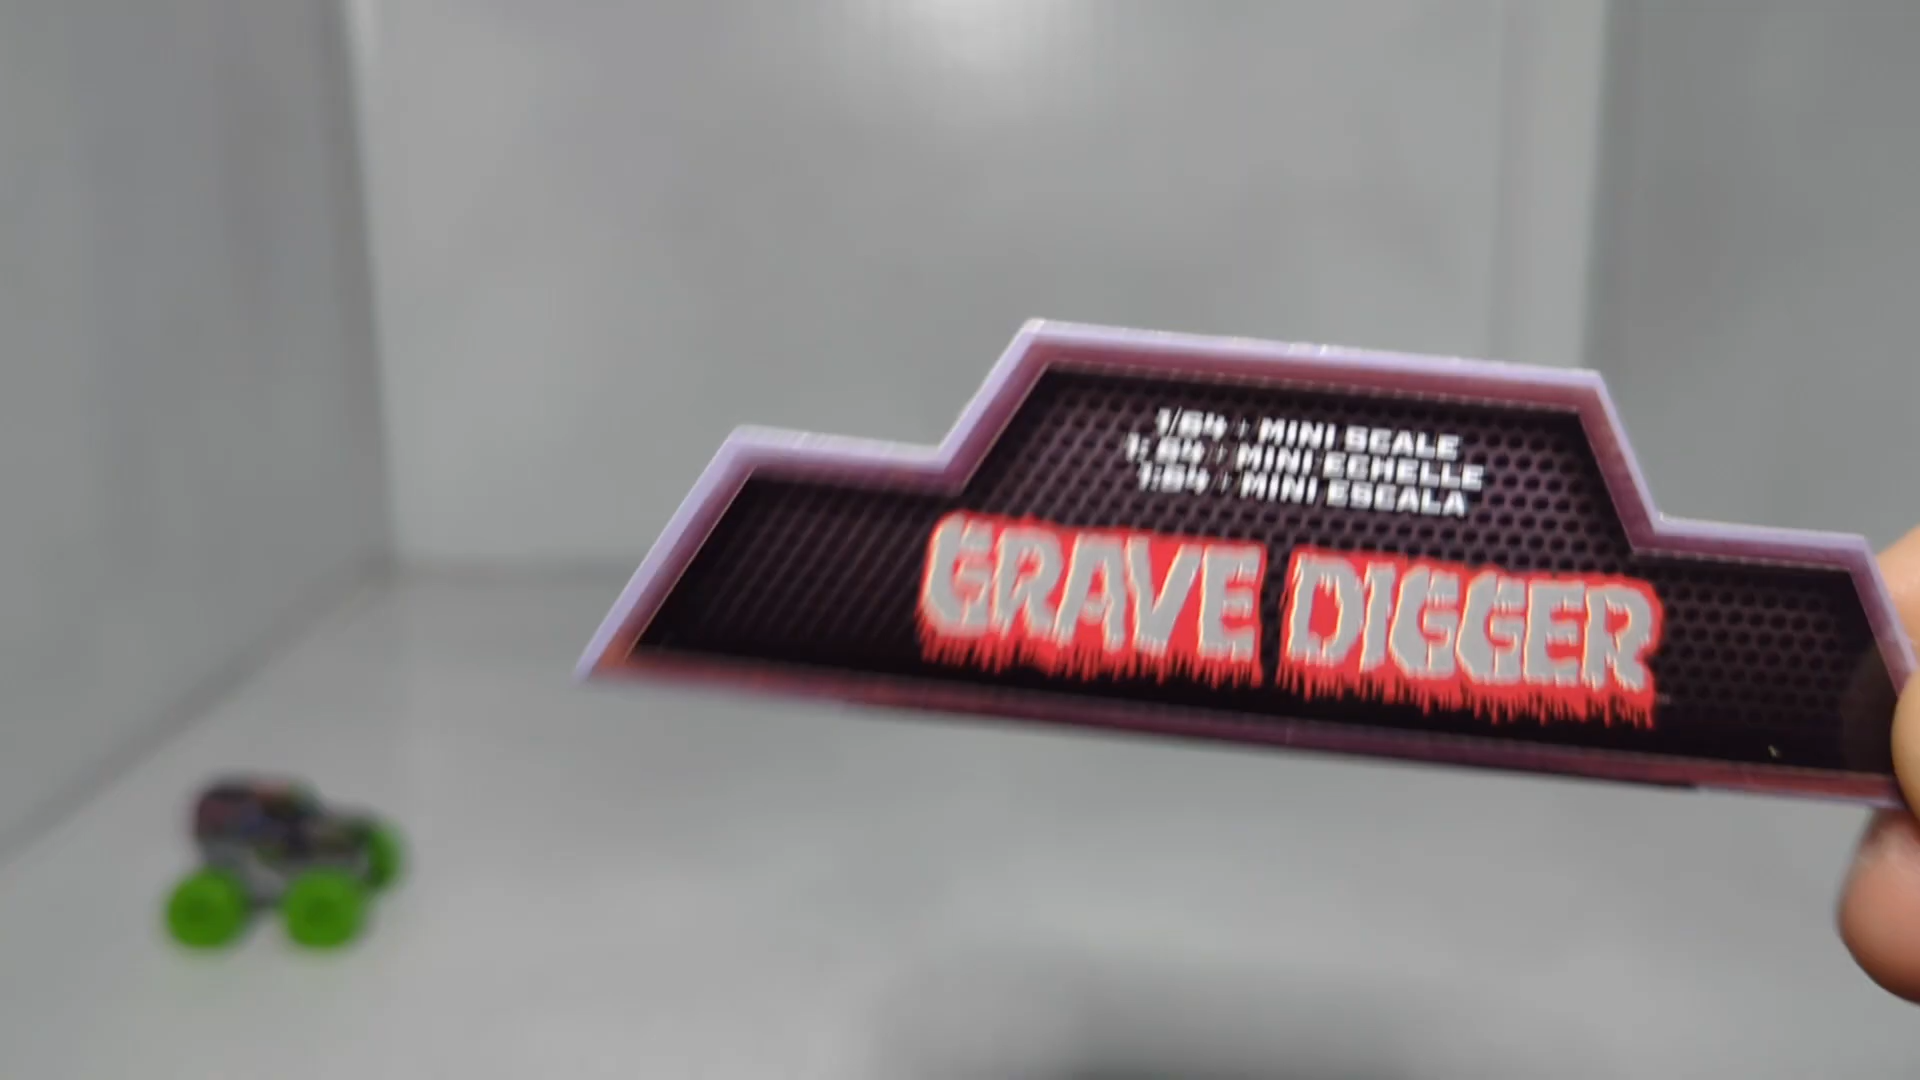 1/64 + MINI SCALE
1:64 + MINI ECHELLE
1:64 + MINI ESCALA
GRAVE DIGGER